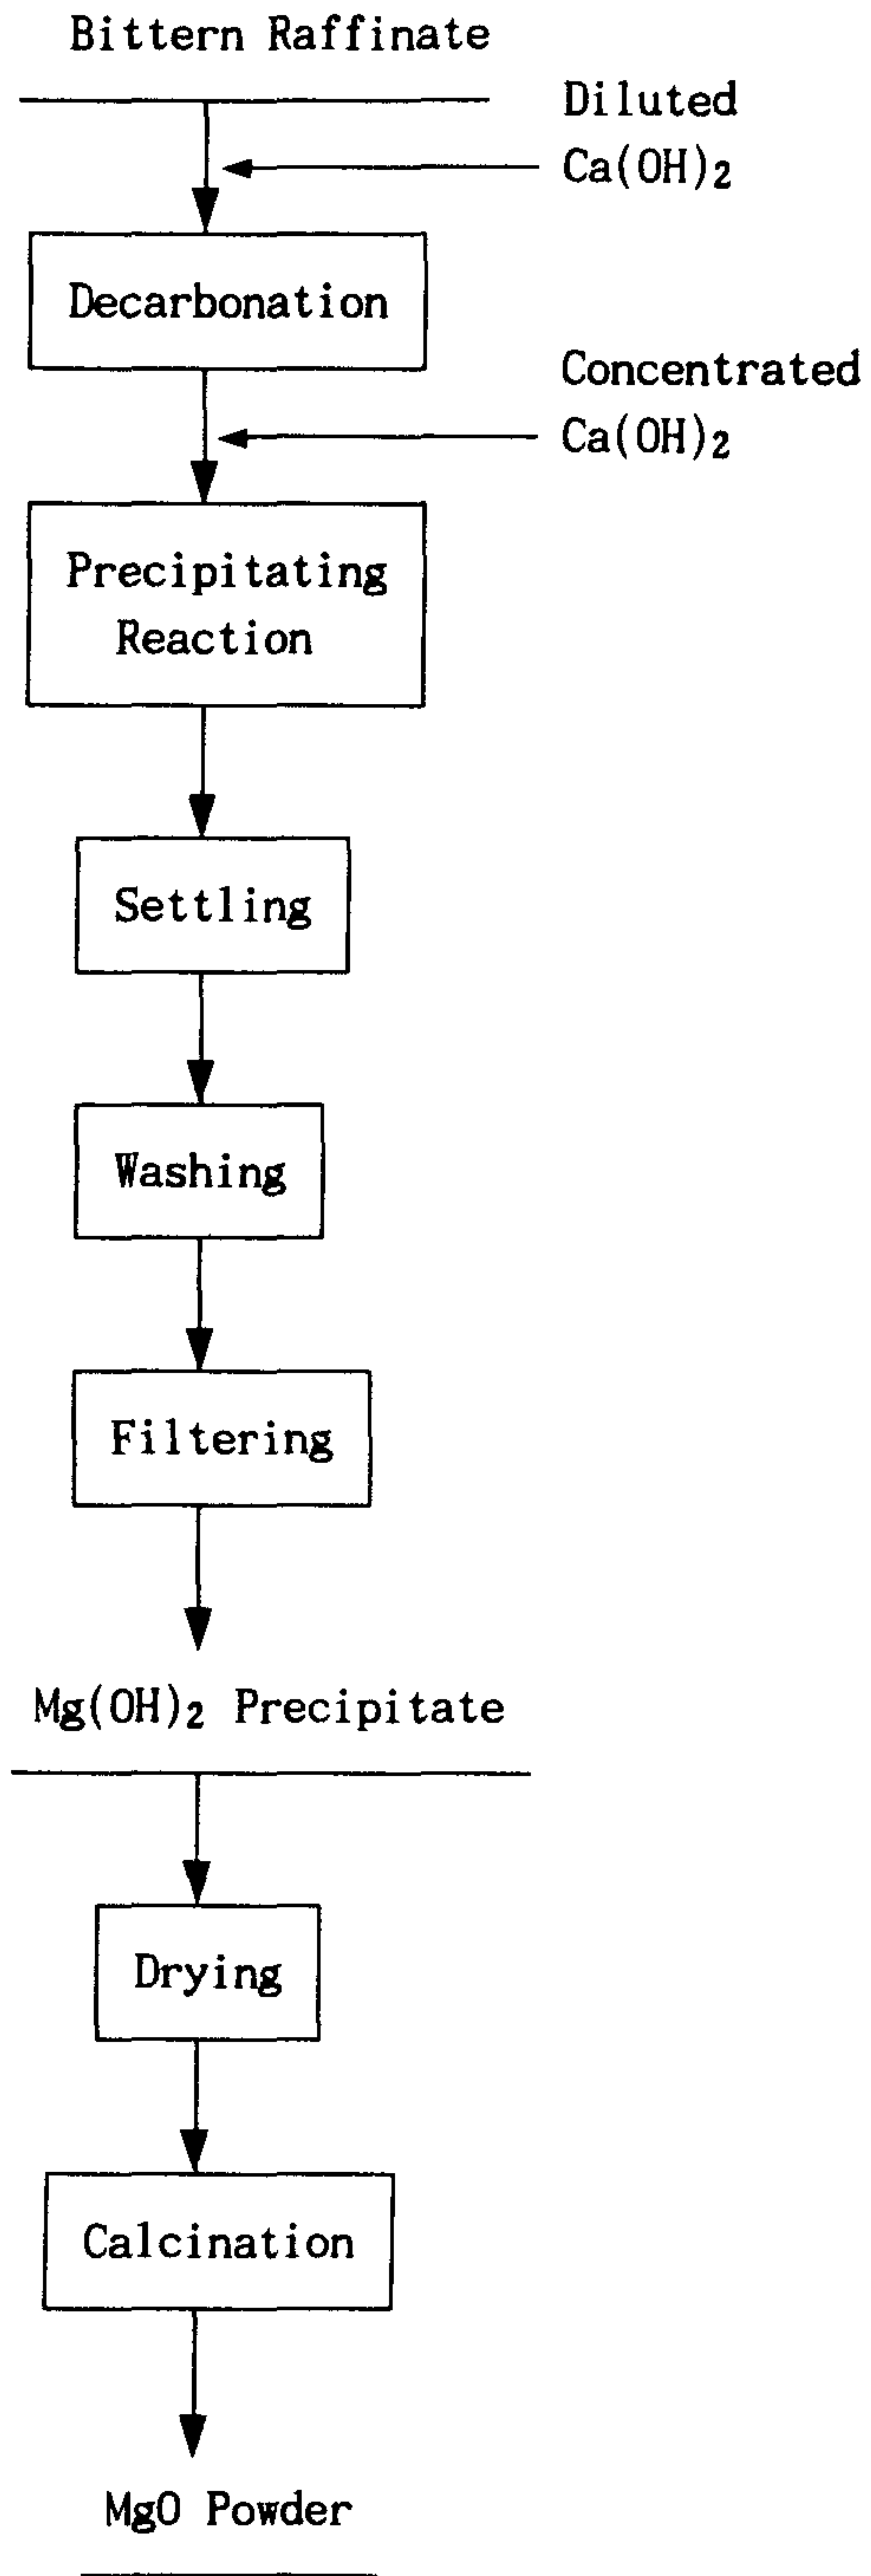 Bittern Raffinate
Diluted
Ca(OH)2
Decarbonation
Concentrated
Ca(OH)2
Precipitating
Reaction
Settling
Washing
Filtering
Mg(OH)2 Precipitate
Drying
Calcination
MgO Powder